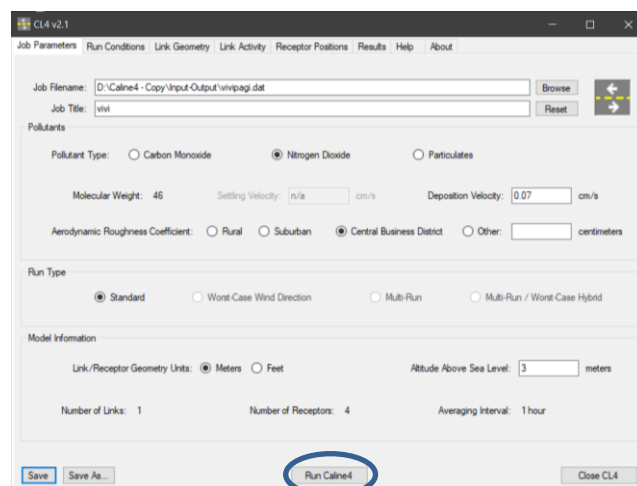 CL4 v2.1
Job Parameters Run Conditions Link Geometry Link Activity Receptor Positions Results Help About
Job Filename: D:\Caline4 - Copy\Input-Output\vivipagi.dat Browse
Job Title: vivi Reset
Pollutants
Pollutant Type: Carbon Monoxide Nitrogen Dioxide Particulates
Molecular Weight: 46 Settling Velocity: n/a cm/s Deposition Velocity: 0.07 cm/s
Aerodynamic Roughness Coefficient: Rural Suburban Central Business District Other: centimeters
Run Type
Standard Worst-Case Wind Direction Multi-Run Multi-Run / Worst-Case Hybrid
Model Information
Link/Receptor Geometry Units: Meters Feet Altitude Above Sea Level: 3 meters
Number of Links: 1 Number of Receptors: 4 Averaging Interval: 1 hour
Save Save As... Run Caline4 Close CL4